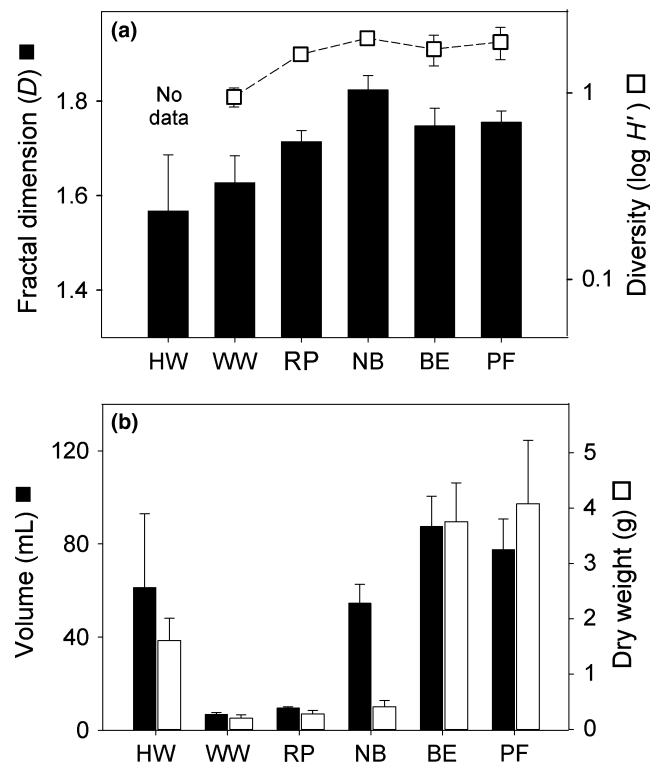 (a)
Fractal dimension (D)
1.8
1.6
1.4
No
data
1
0.1
Diversity (log H′)
HW WW RP NB BE PF
(b)
Volume (mL)
120
80
40
0
5
4
3
2
1
0
Dry weight (g)
HW WW RP NB BE PF